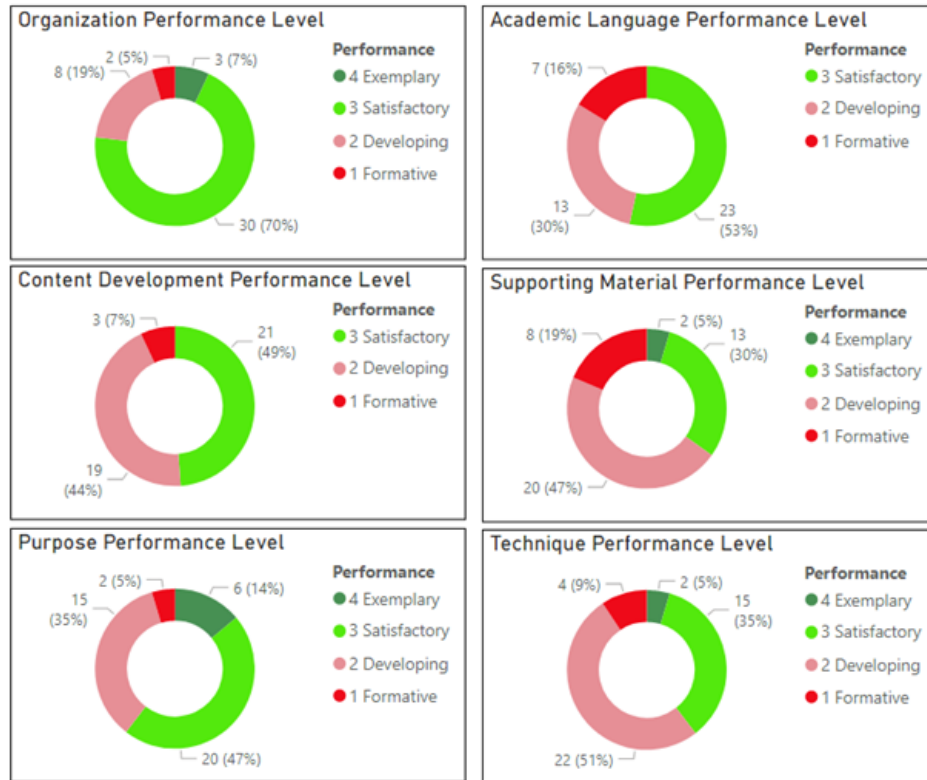 Organization Performance Level
2 (5%)
3 (7%)
8 (19%)
30 (70%)
Performance
4 Exemplary
3 Satisfactory
2 Developing
1 Formative
Academic Language Performance Level
7 (16%)
13
(30%)
23
(53%)
Performance
3 Satisfactory
2 Developing
1 Formative
Content Development Performance Level
3 (7%)
21
(49%)
19
(44%)
Performance
3 Satisfactory
2 Developing
1 Formative
Supporting Material Performance Level
2 (5%)
13
(30%)
8 (19%)
20 (47%)
Performance
4 Exemplary
3 Satisfactory
2 Developing
1 Formative
Purpose Performance Level
2 (5%)
6 (14%)
15
(35%)
20 (47%)
Performance
4 Exemplary
3 Satisfactory
2 Developing
1 Formative
Technique Performance Level
4 (9%)
2 (5%)
15
(35%)
22 (51%)
Performance
4 Exemplary
3 Satisfactory
2 Developing
1 Formative